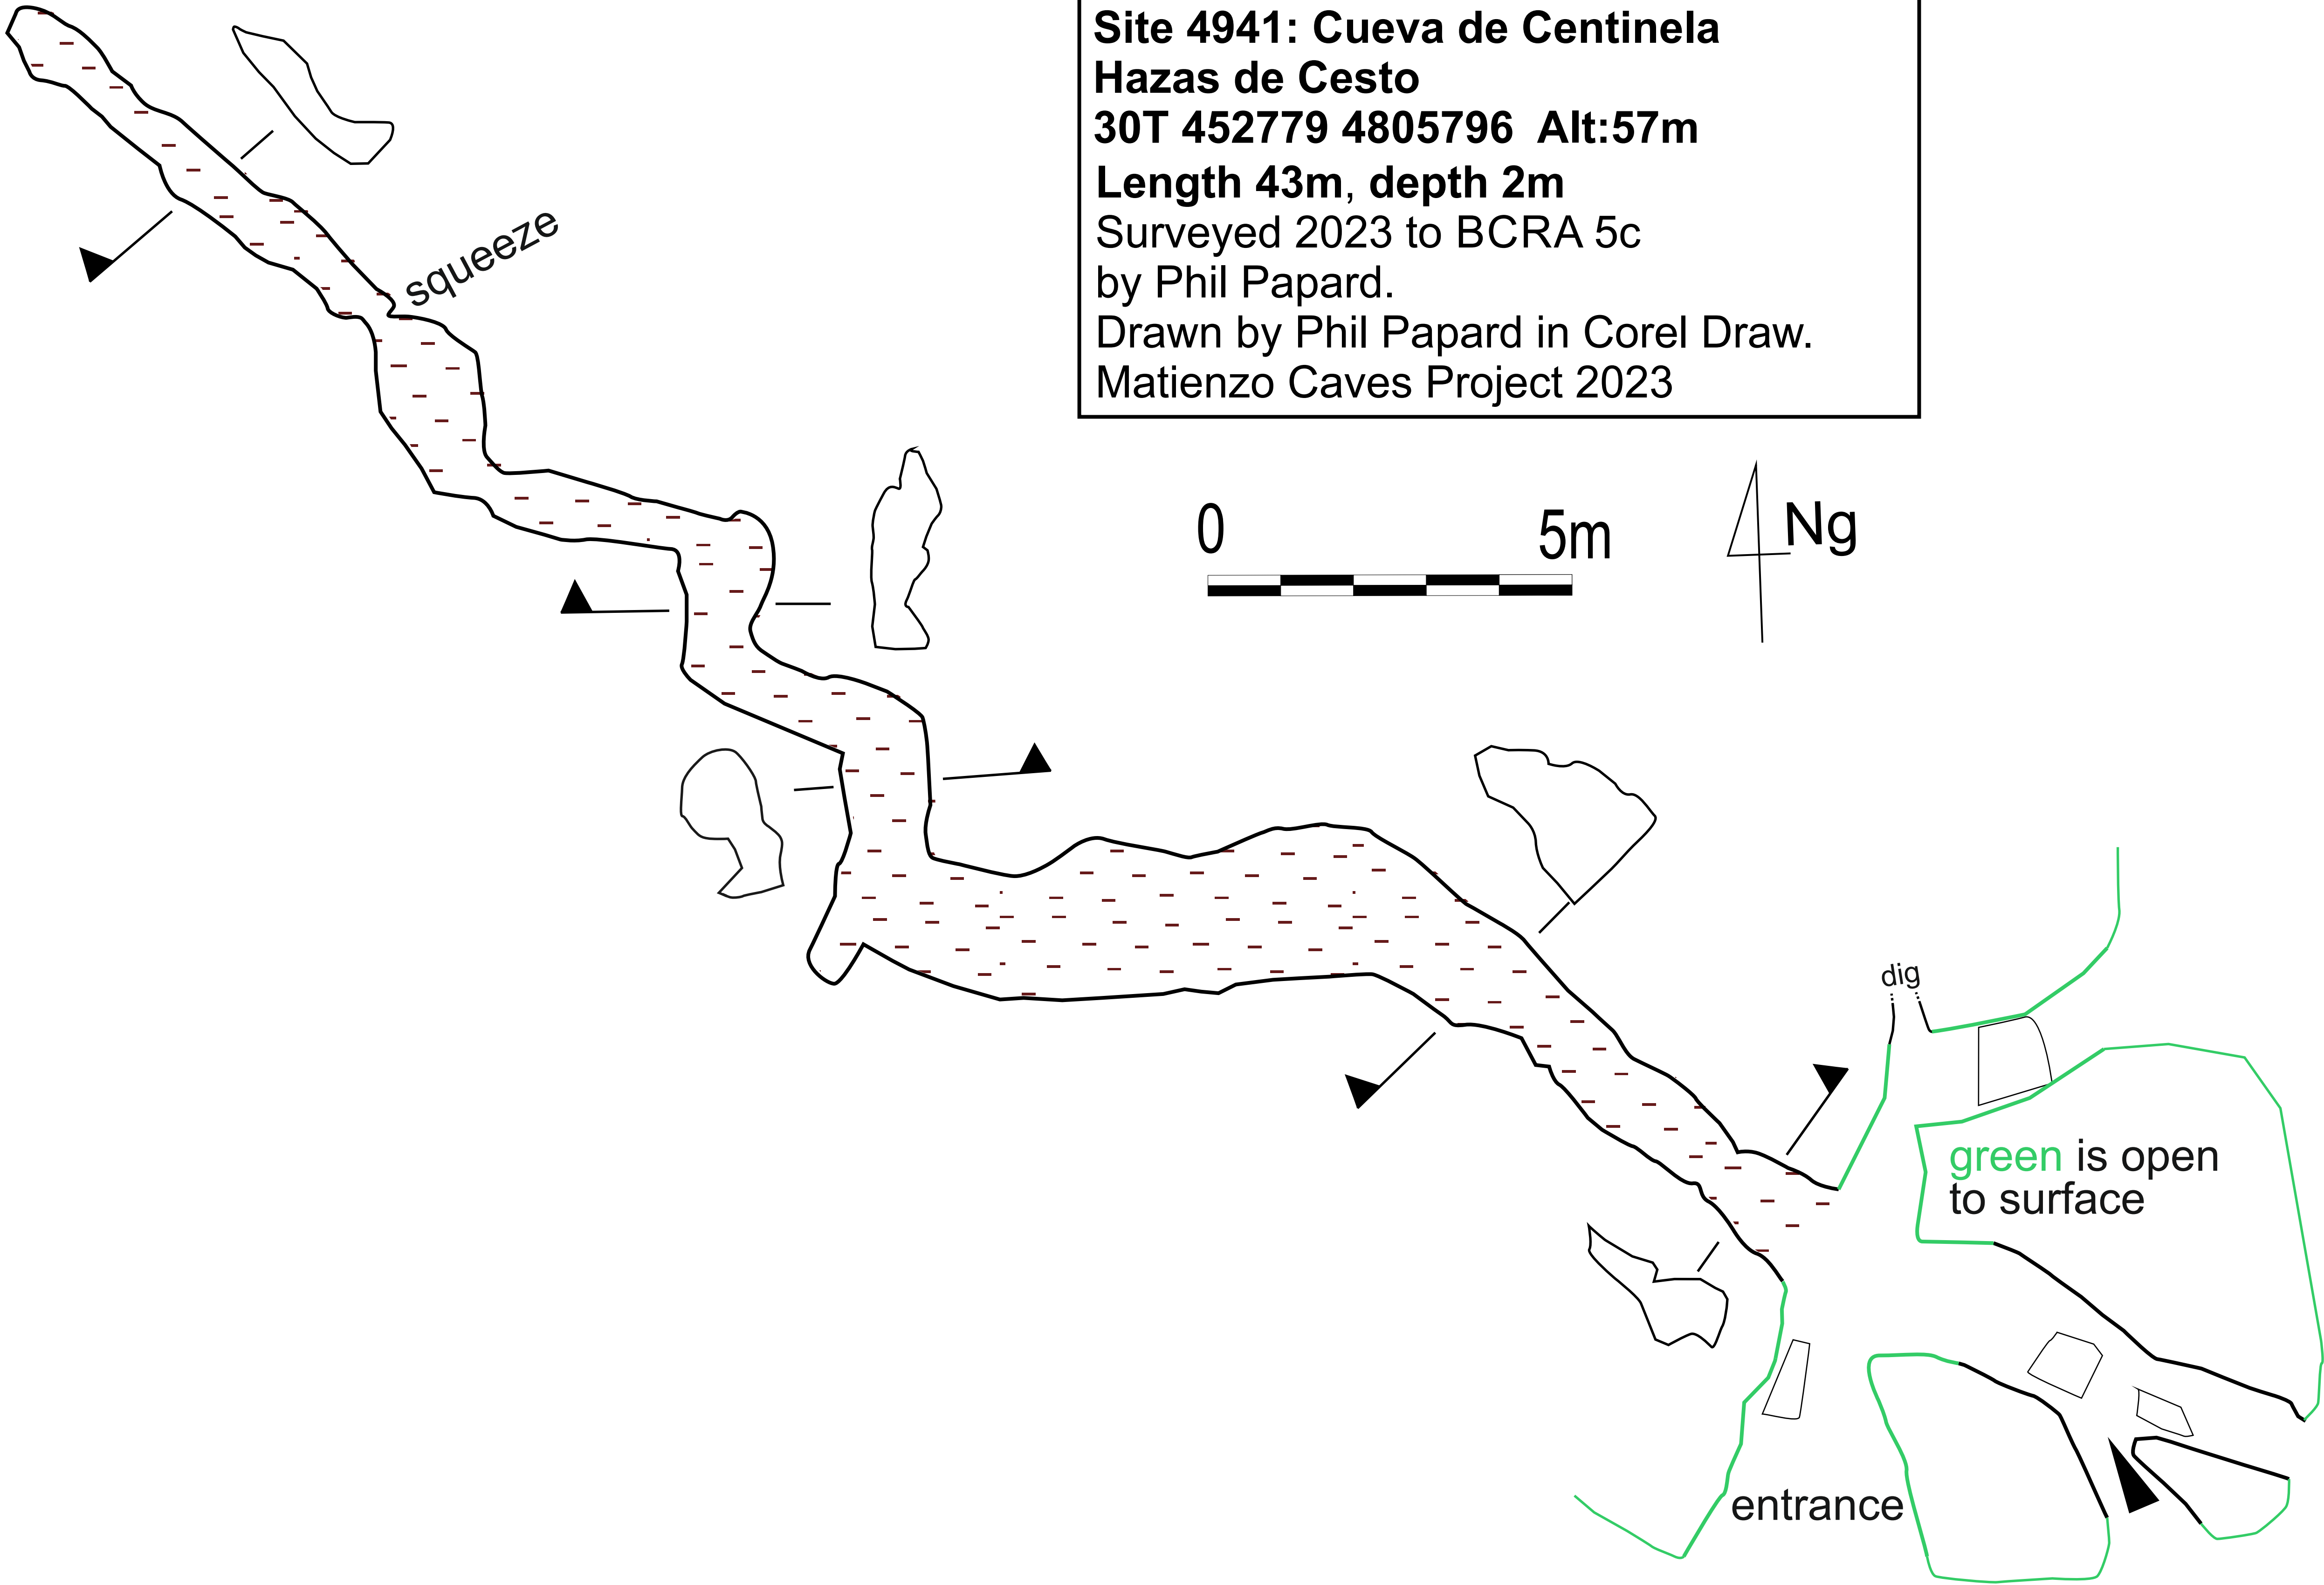 Site 4941: Cueva de Centinela
Hazas de Cesto
30T 452779 4805796 Alt:57m
Length 43m, depth 2m
Surveyed 2023 to BCRA 5c
by Phil Papard.
Drawn by Phil Papard in Corel Draw.
Matienzo Caves Project 2023
squeeze
0 5m
Ng
dig
green is open
to surface
entrance